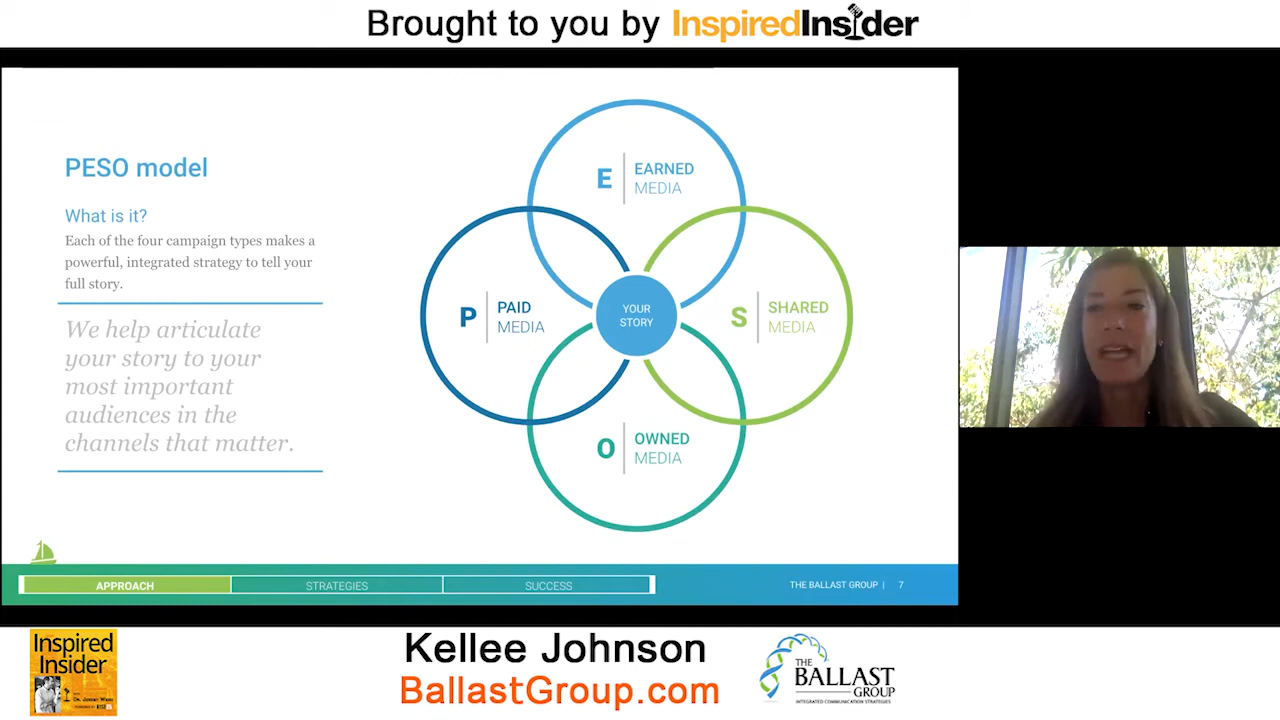 Brought to you by InspiredInsider
PESO model
What is it?
Each of the four campaign types makes a
powerful, integrated strategy to tell your
full story.
We help articulate
your story to your
most important
audiences in the
channels that matter.
E EARNED
MEDIA
P PAID
MEDIA
YOUR
STORY
S SHARED
MEDIA
O OWNED
MEDIA
APPROACH
STRATEGIES
SUCCESS
THE BALLAST GROUP | 7
Inspired
Insider
Kellee Johnson
BallastGroup.com
THE
BALLAST
GROUP
INTEGRATED COMMUNICATION STRATEGIES